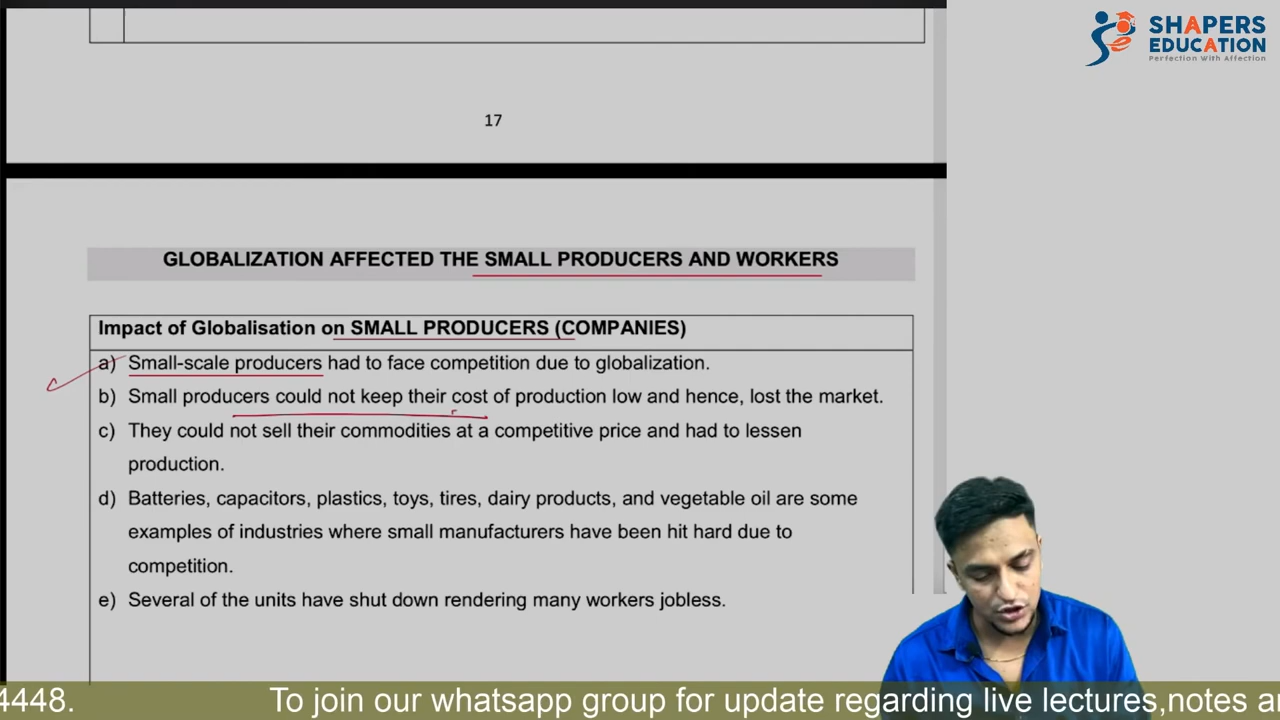 SHAPERS
EDUCATION
Perfection With Affection
17
GLOBALIZATION AFFECTED THE SMALL PRODUCERS AND WORKERS
Impact of Globalisation on SMALL PRODUCERS (COMPANIES)
a) Small-scale producers had to face competition due to globalization.
b) Small producers could not keep their cost of production low and hence, lost the market.
c) They could not sell their commodities at a competitive price and had to lessen
production.
d) Batteries, capacitors, plastics, toys, tires, dairy products, and vegetable oil are some
examples of industries where small manufacturers have been hit hard due to
competition.
e) Several of the units have shut down rendering many workers jobless.
4448. To join our whatsapp group for update regarding live lectures,notes a